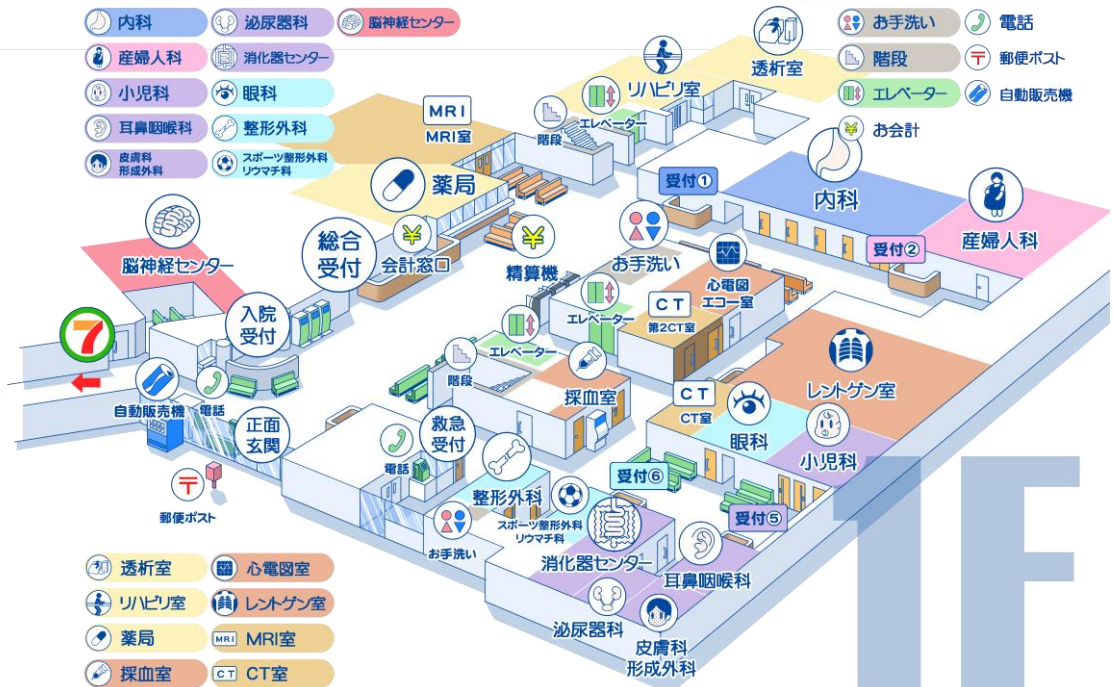 内科
泌尿器科
脳神経センター
産婦人科
消化器センター
小児科
眼科
耳鼻咽喉科
整形外科
皮膚科
形成外科
スポーツ整形外科
リウマチ科
お手洗い
電話
階段
郵便ポスト
エレベーター
自動販売機
¥
お会計
透析室
リハビリ室
エレベーター
階段
MRI
MRI室
薬局
受付①
内科
産婦人科
受付②
脳神経センター
総合
受付
¥
会計窓口
¥
精算機
お手洗い
心電図
エコー室
エレベーター
CT
第2CT室
入院
受付
7
エレベーター
階段
採血室
レントゲン室
CT
CT室
眼科
小児科
自動販売機
電話
正面
玄関
救急
受付
電話
整形外科
受付⑥
スポーツ整形外科
リウマチ科
受付⑤
〒
郵便ポスト
お手洗い
消化器センター
耳鼻咽喉科
泌尿器科
皮膚科
形成外科
1F
透析室
心電図室
リハビリ室
レントゲン室
薬局
MRI
MRI室
採血室
CT
CT室